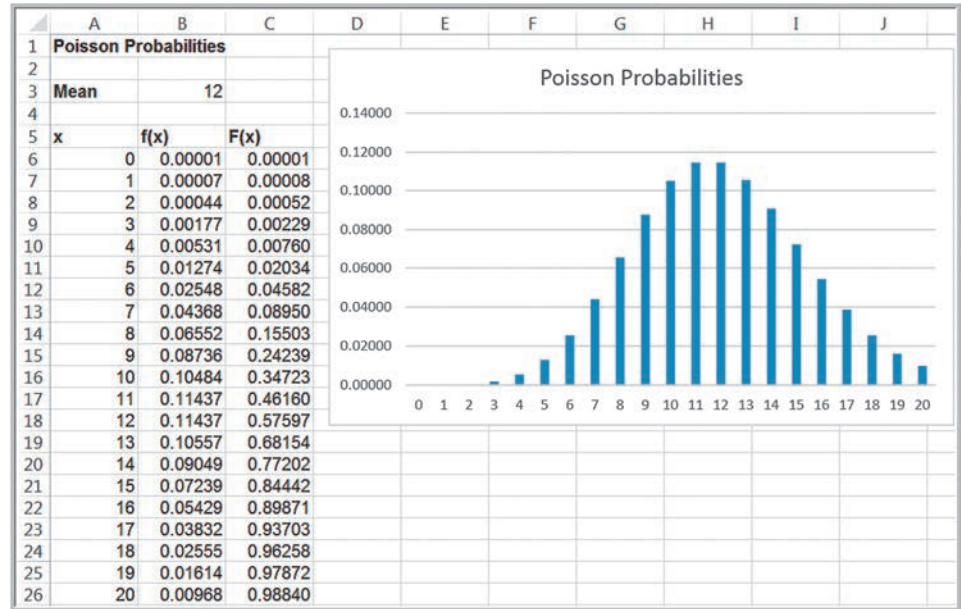 A B C D E F G H I J
1 Poisson Probabilities
2
3 Mean 12
4
5 x f(x) F(x)
6 0 0.00001 0.00001
7 1 0.00007 0.00008
8 2 0.00044 0.00052
9 3 0.00177 0.00229
10 4 0.00531 0.00760
11 5 0.01274 0.02034
12 6 0.02548 0.04582
13 7 0.04368 0.08950
14 8 0.06552 0.15503
15 9 0.08736 0.24239
16 10 0.10484 0.34723
17 11 0.11437 0.46160
18 12 0.11437 0.57597
19 13 0.10557 0.68154
20 14 0.09049 0.77202
21 15 0.07239 0.84442
22 16 0.05429 0.89871
23 17 0.03832 0.93703
24 18 0.02555 0.96258
25 19 0.01614 0.97872
26 20 0.00968 0.98840
Poisson Probabilities
0.14000
0.12000
0.10000
0.08000
0.06000
0.04000
0.02000
0.00000
0 1 2 3 4 5 6 7 8 9 10 11 12 13 14 15 16 17 18 19 20